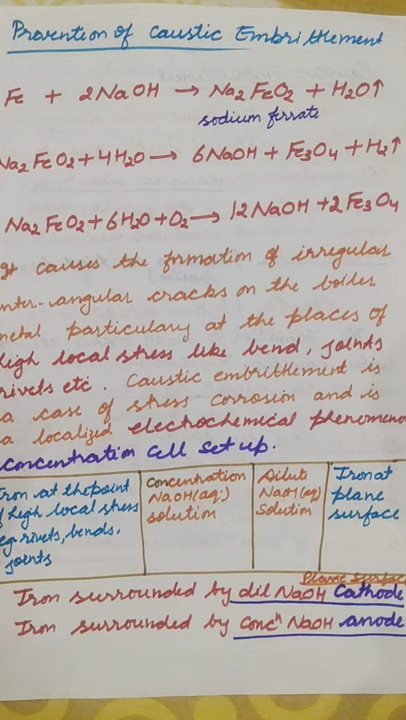 Prevention of Caustic Embrittlement
Fe + 2NaOH → Na2FeO2 + H2O↑
sodium ferrate
Na2FeO2+4H2O → 6NaOH + Fe3O4 + H2↑
Na2FeO2+6H2O+O2 → 12NaOH+2Fe3O4
It causes the formation of irregular
nter-angular cracks on the boiler
metal particulary at the places of
high local stress like bend, joints
rivets etc. Caustic embrittlement is
a case of stress corrosion and is
a localized electrochemical phenomenon
concentration cell set up.
Iron at the point of high local stress eg rivets, bends, joints
Concentration NaOH(aq.) solution
Dilute NaOH(aq) Solution
Iron at plane surface
Plane surface
Iron surrounded by dil NaOH Cathode
Iron surrounded by concn NaOH anode